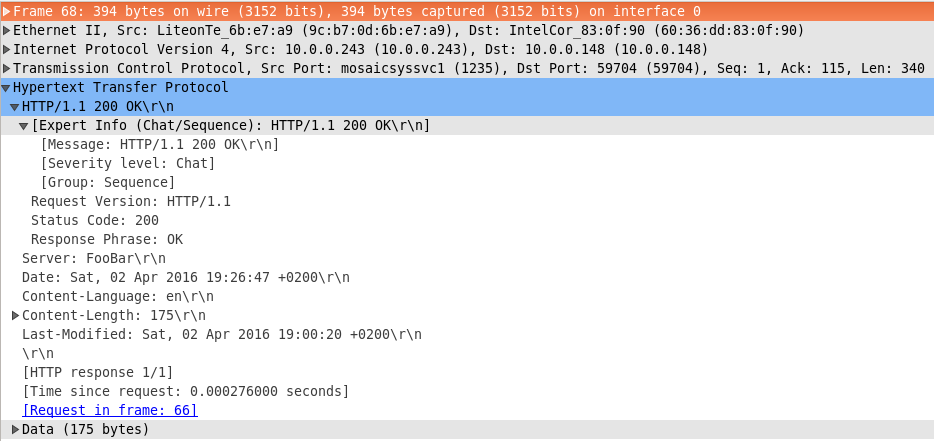 Frame 68: 394 bytes on wire (3152 bits), 394 bytes captured (3152 bits) on interface 0
Ethernet II, Src: LiteonTe_6b:e7:a9 (9c:b7:0d:6b:e7:a9), Dst: IntelCor_83:0f:90 (60:36:dd:83:0f:90)
Internet Protocol Version 4, Src: 10.0.0.243 (10.0.0.243), Dst: 10.0.0.148 (10.0.0.148)
Transmission Control Protocol, Src Port: mosaicsyssvc1 (1235), Dst Port: 59704 (59704), Seq: 1, Ack: 115, Len: 340
Hypertext Transfer Protocol
HTTP/1.1 200 OK\r\n
[Expert Info (Chat/Sequence): HTTP/1.1 200 OK\r\n]
[Message: HTTP/1.1 200 OK\r\n]
[Severity level: Chat]
[Group: Sequence]
Request Version: HTTP/1.1
Status Code: 200
Response Phrase: OK
Server: FooBar\r\n
Date: Sat, 02 Apr 2016 19:26:47 +0200\r\n
Content-Language: en\r\n
Content-Length: 175\r\n
Last-Modified: Sat, 02 Apr 2016 19:00:20 +0200\r\n
\r\n
[HTTP response 1/1]
[Time since request: 0.000276000 seconds]
[Request in frame: 66]
Data (175 bytes)